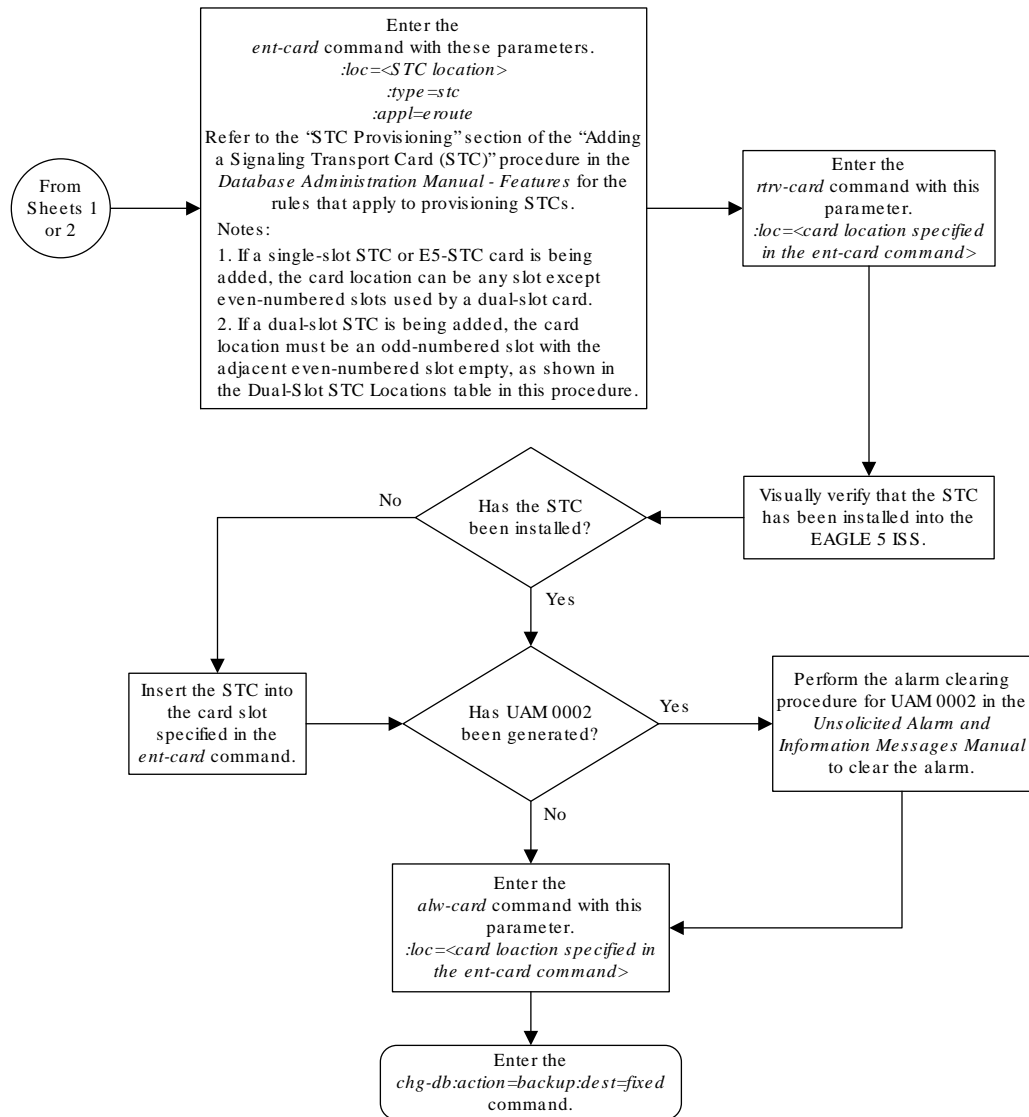 From
Sheets 1
or 2
Enter the
ent-card command with these parameters.
:loc=<STC location>
:type=stc
:appl=eroute
Refer to the “STC Provisioning” section of the “Adding
a Signaling Transport Card (STC)” procedure in the
Database Administration Manual - Features for the
rules that apply to provisioning STCs.
Notes:
1. If a single-slot STC or E5-STC card is being
added, the card location can be any slot except
even-numbered slots used by a dual-slot card.
2. If a dual-slot STC is being added, the card
location must be an odd-numbered slot with the
adjacent even-numbered slot empty, as shown in
the Dual-Slot STC Locations table in this procedure.
Enter the
rtrv-card command with this
parameter.
:loc=<card location specified
in the ent-card command>
Visually verify that the STC
has been installed into the
EAGLE 5 ISS.
Has the STC
been installed?
No
Yes
Insert the STC into
the card slot
specified in the
ent-card command.
Has UAM 0002
been generated?
Yes
No
Perform the alarm clearing
procedure for UAM 0002 in the
Unsolicited Alarm and
Information Messages Manual
to clear the alarm.
Enter the
alw-card command with this
parameter.
:loc=<card loaction specified in
the ent-card command>
Enter the
chg-db:action=backup:dest=fixed
command.